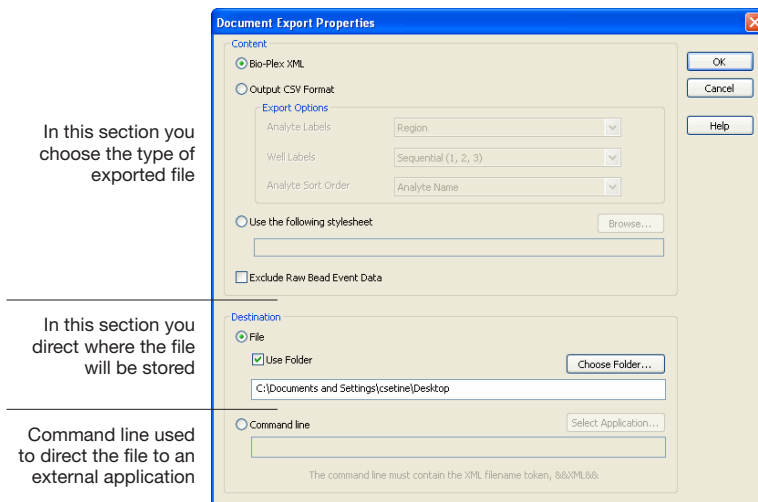 Document Export Properties
Content
Bio-Plex XML
OK
Output CSV Format
Cancel
Export Options
In this section you
choose the type of
exported file
Analyte Labels
Region
Help
Well Labels
Sequential (1, 2, 3)
Analyte Sort Order
Analyte Name
Use the following stylesheet
Browse...
Exclude Raw Bead Event Data
In this section you
direct where the file
will be stored
Destination
File
Use Folder
Choose Folder...
C:\Documents and Settings\csetine\Desktop
Command line used
to direct the file to an
external application
Command line
Select Application...
The command line must contain the XML filename token, &&XML&&